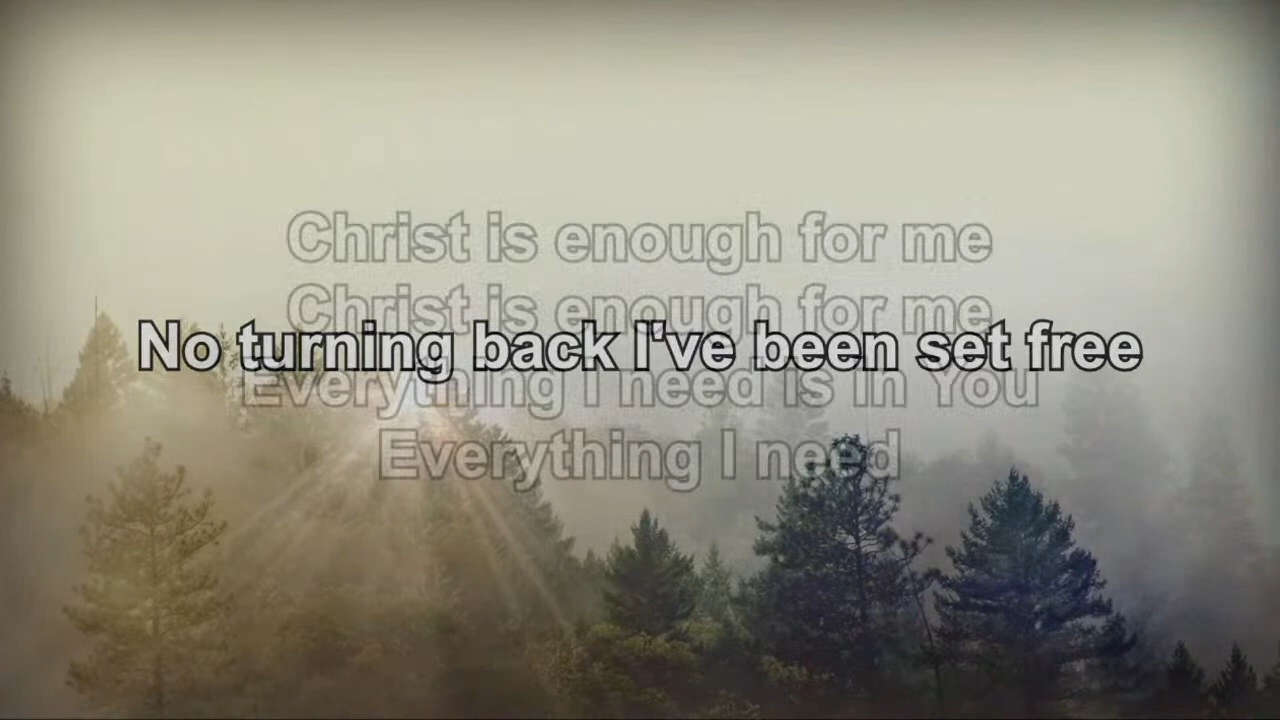 Christ is enough for me
Christ is enough for me
No turning back I've been set free
Everything I need is in You
Everything I need